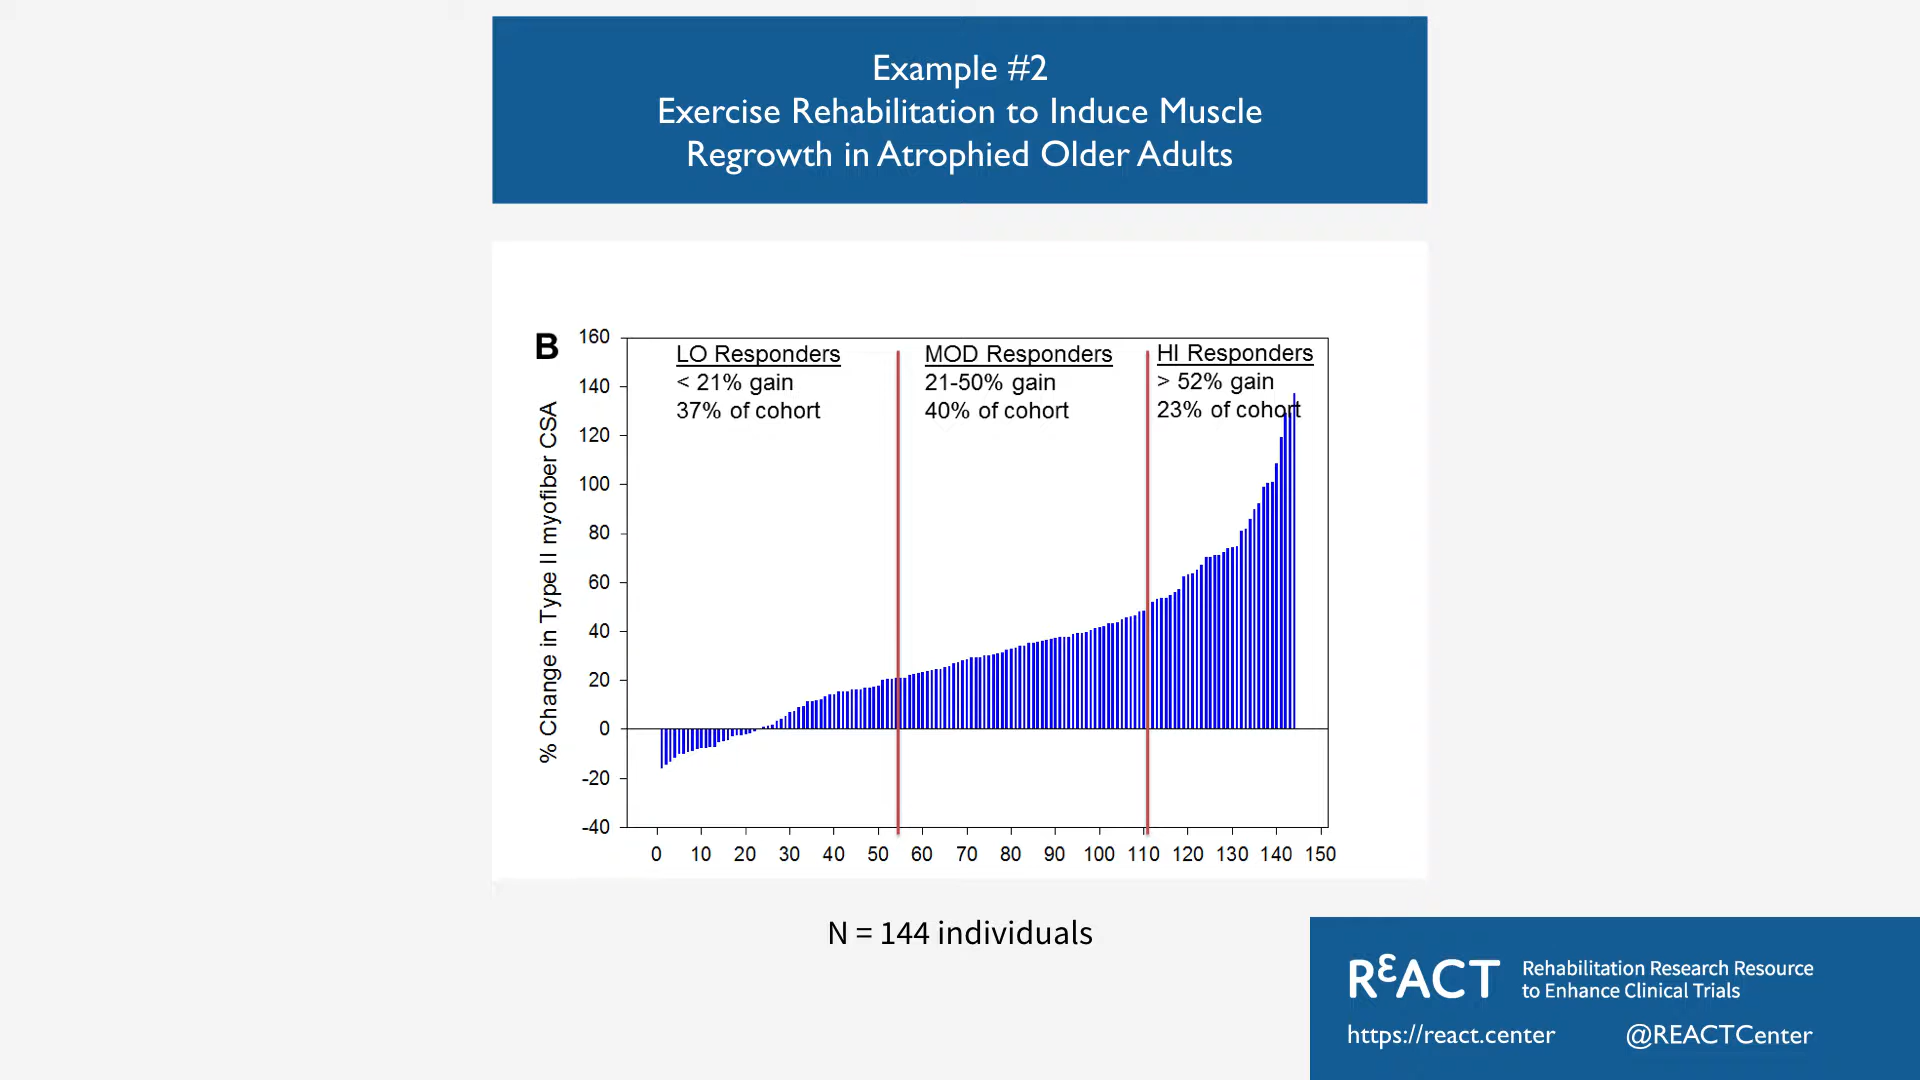 Example #2
Exercise Rehabilitation to Induce Muscle
Regrowth in Atrophied Older Adults
B
% Change in Type II myofiber CSA
160
140
120
100
80
60
40
20
0
-20
-40
LO Responders
< 21% gain
37% of cohort
MOD Responders
21-50% gain
40% of cohort
HI Responders
> 52% gain
23% of cohort
0 10 20 30 40 50 60 70 80 90 100 110 120 130 140 150
N = 144 individuals
RεACT
Rehabilitation Research Resource
to Enhance Clinical Trials
https://react.center @REACTCenter